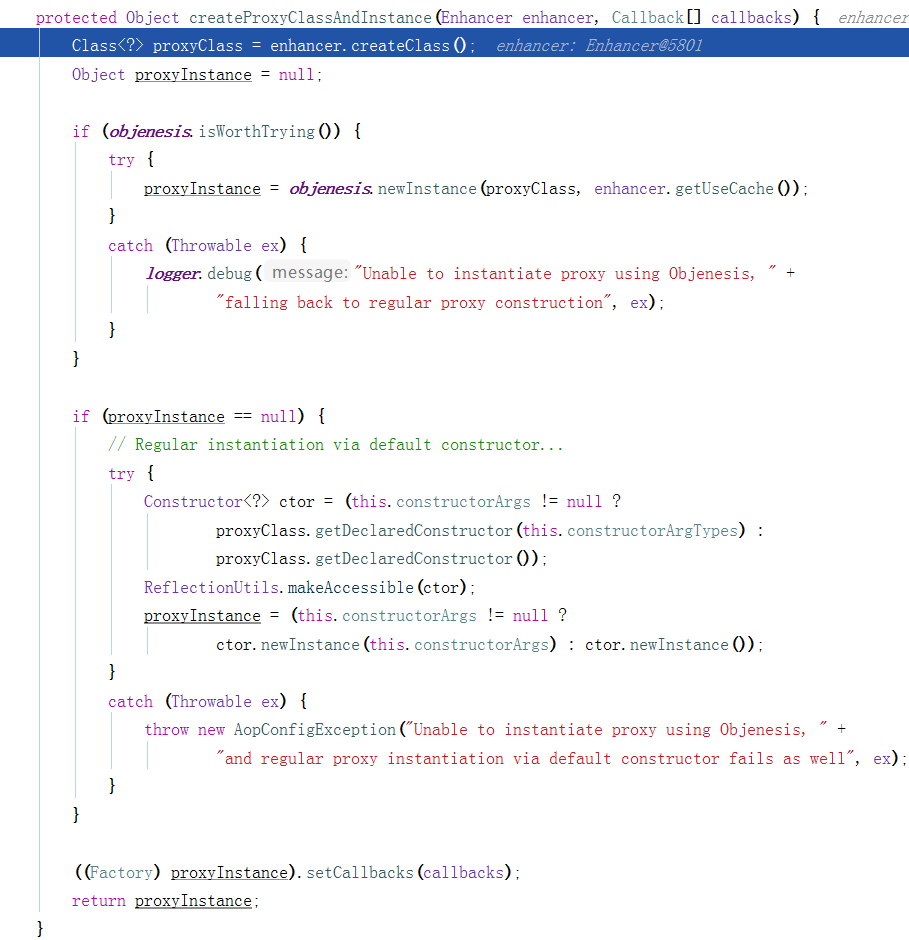 protected Object createProxyClassAndInstance(Enhancer enhancer, Callback[] callbacks) {  enhancer
    Class<?> proxyClass = enhancer.createClass();  enhancer: Enhancer@5801
    Object proxyInstance = null;

    if (objenesis.isWorthTrying()) {
        try {
            proxyInstance = objenesis.newInstance(proxyClass, enhancer.getUseCache());
        }
        catch (Throwable ex) {
            logger.debug( message: "Unable to instantiate proxy using Objenesis, " +
                    "falling back to regular proxy construction", ex);
        }
    }

    if (proxyInstance == null) {
        // Regular instantiation via default constructor...
        try {
            Constructor<?> ctor = (this.constructorArgs != null ?
                    proxyClass.getDeclaredConstructor(this.constructorArgTypes) :
                    proxyClass.getDeclaredConstructor());
            ReflectionUtils.makeAccessible(ctor);
            proxyInstance = (this.constructorArgs != null ?
                    ctor.newInstance(this.constructorArgs) : ctor.newInstance());
        }
        catch (Throwable ex) {
            throw new AopConfigException("Unable to instantiate proxy using Objenesis, " +
                    "and regular proxy instantiation via default constructor fails as well", ex);
        }
    }

    ((Factory) proxyInstance).setCallbacks(callbacks);
    return proxyInstance;
}